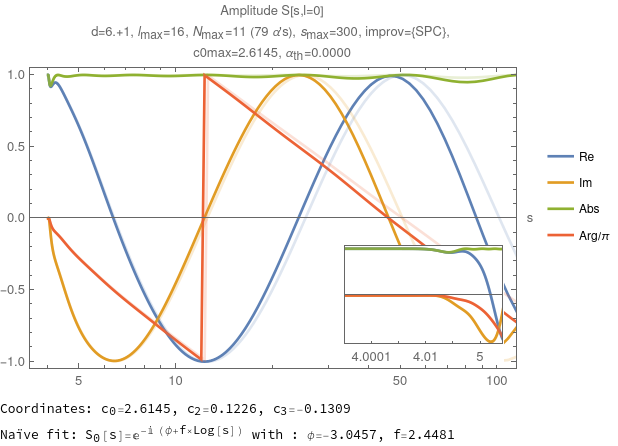 Amplitude S[s,l=0]
d=6.+1, lmax=16, Nmax=11 (79 α's), smax=300, improv={SPC},
c0max=2.6145, αth=0.0000
1.0
0.5
0.0
−0.5
−1.0
5
10
50
100
s
Re
Im
Abs
Arg/π
4.0001
4.01
5
Coordinates: c0=2.6145, c2=0.1226, c3=-0.1309
Naïve fit: S0[s]=e^-i (ϕ+f×Log[s]) with : ϕ=-3.0457, f=2.4481